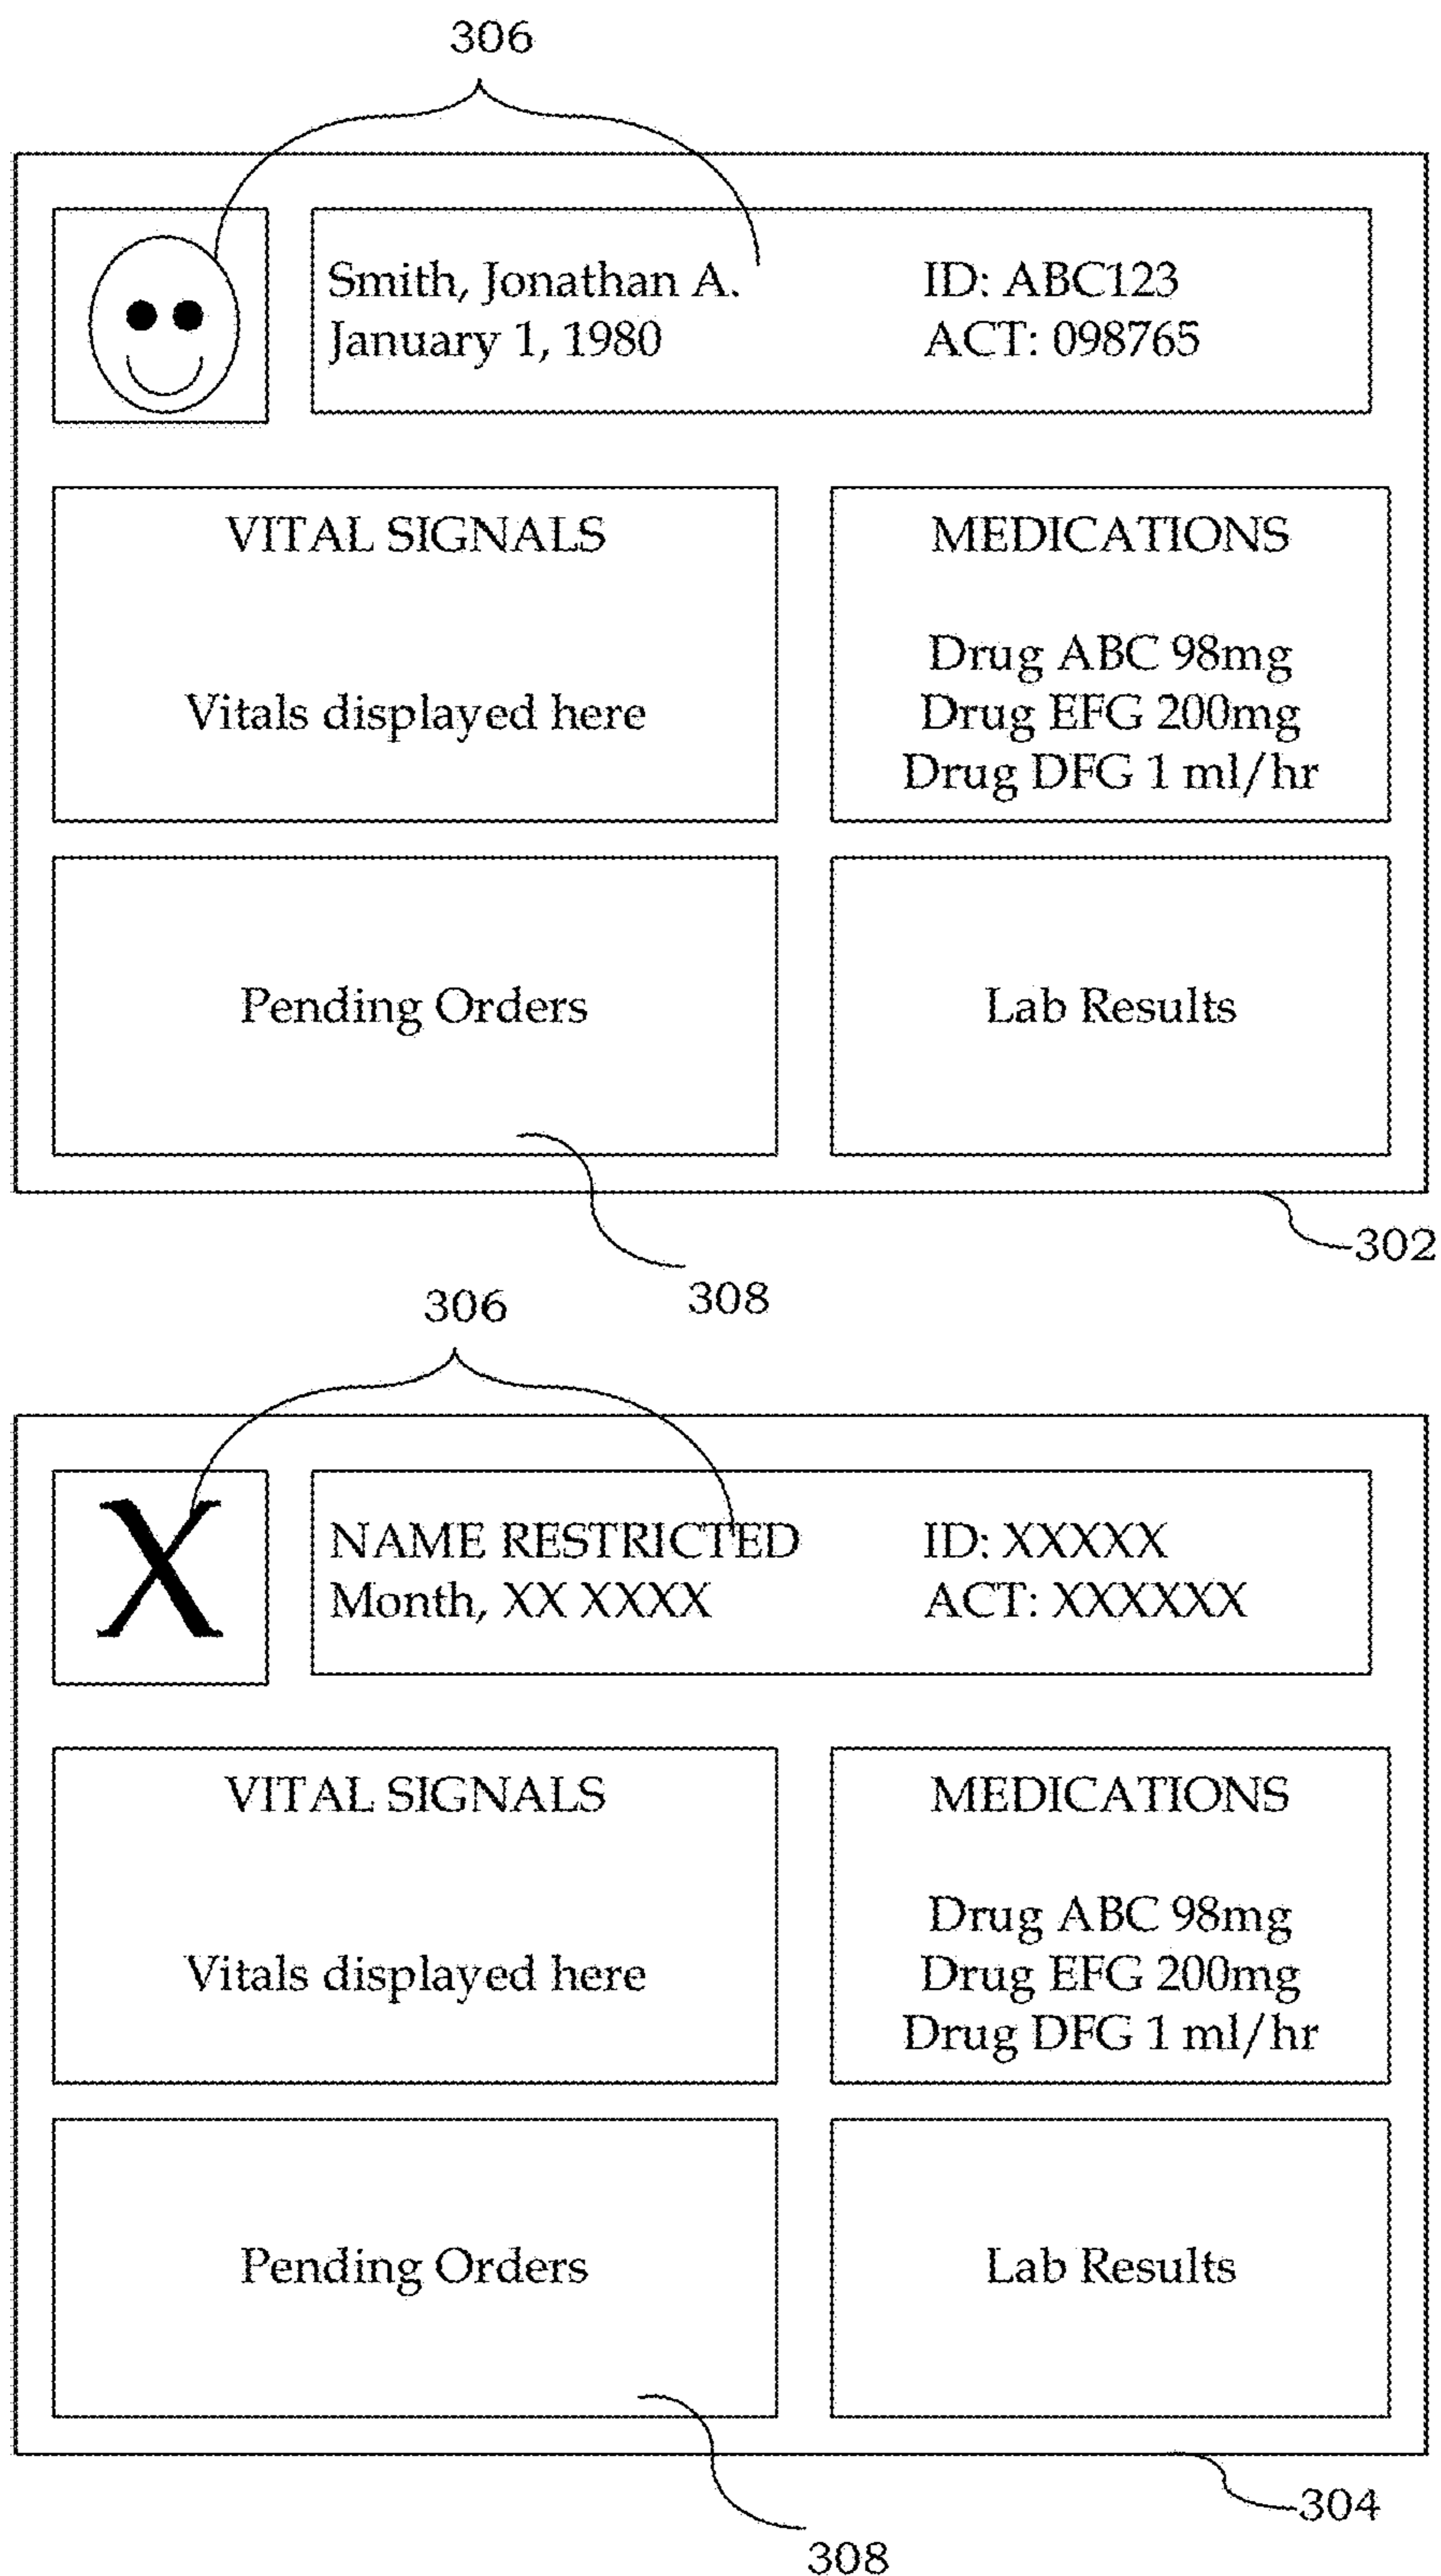 306
Smith, Jonathan A.
ID: ABC123
January 1, 1980
ACT: 098765
VITAL SIGNALS
Vitals displayed here
MEDICATIONS
Drug ABC 98mg
Drug EFG 200mg
Drug DFG 1 ml/hr
Pending Orders
Lab Results
302
308
306
X
NAME RESTRICTED
ID: XXXXX
Month, XX XXXX
ACT: XXXXXX
VITAL SIGNALS
Vitals displayed here
MEDICATIONS
Drug ABC 98mg
Drug EFG 200mg
Drug DFG 1 ml/hr
Pending Orders
Lab Results
304
308